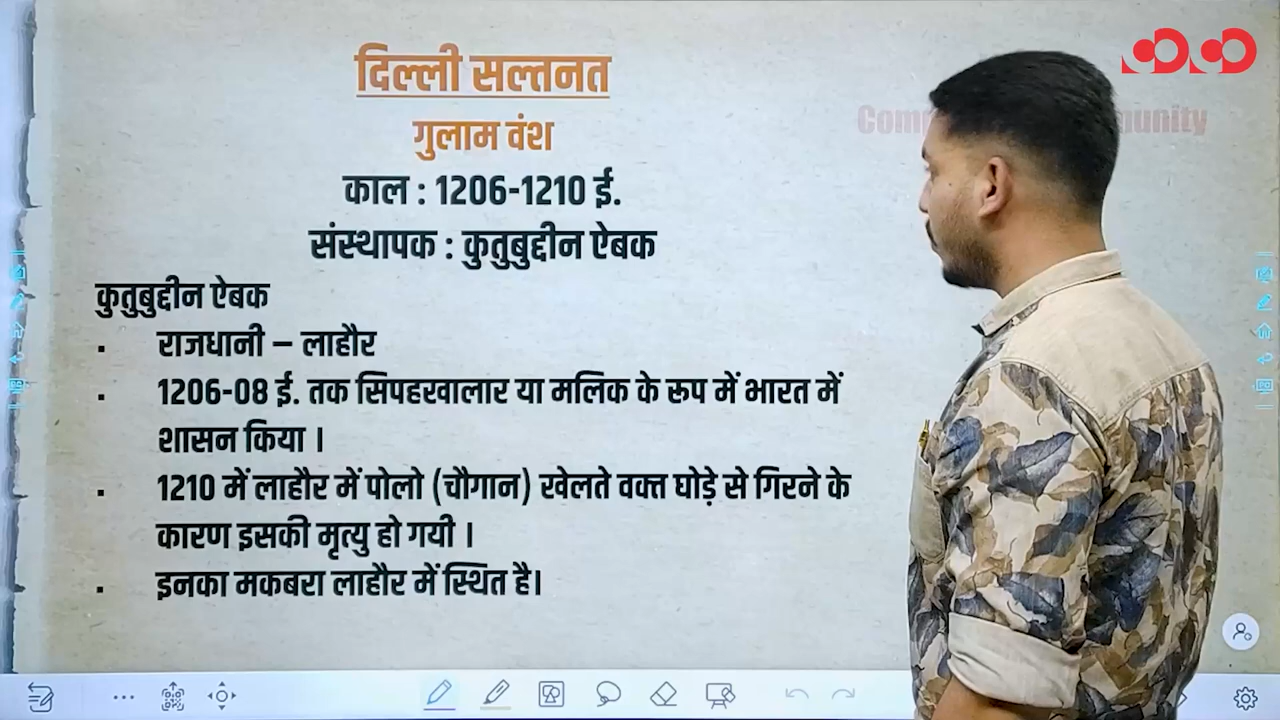 दिल्ली सल्तनत
गुलाम वंश
काल : 1206-1210 ई.
संस्थापक : कुतुबुद्दीन ऐबक
कुतुबुद्दीन ऐबक
▪ राजधानी – लाहौर
▪ 1206-08 ई. तक सिपहखालार या मलिक के रूप में भारत में
शासन किया ।
▪ 1210 में लाहौर में पोलो (चौगान) खेलते वक्त घोड़े से गिरने के
कारण इसकी मृत्यु हो गयी ।
▪ इनका मकबरा लाहौर में स्थित है।